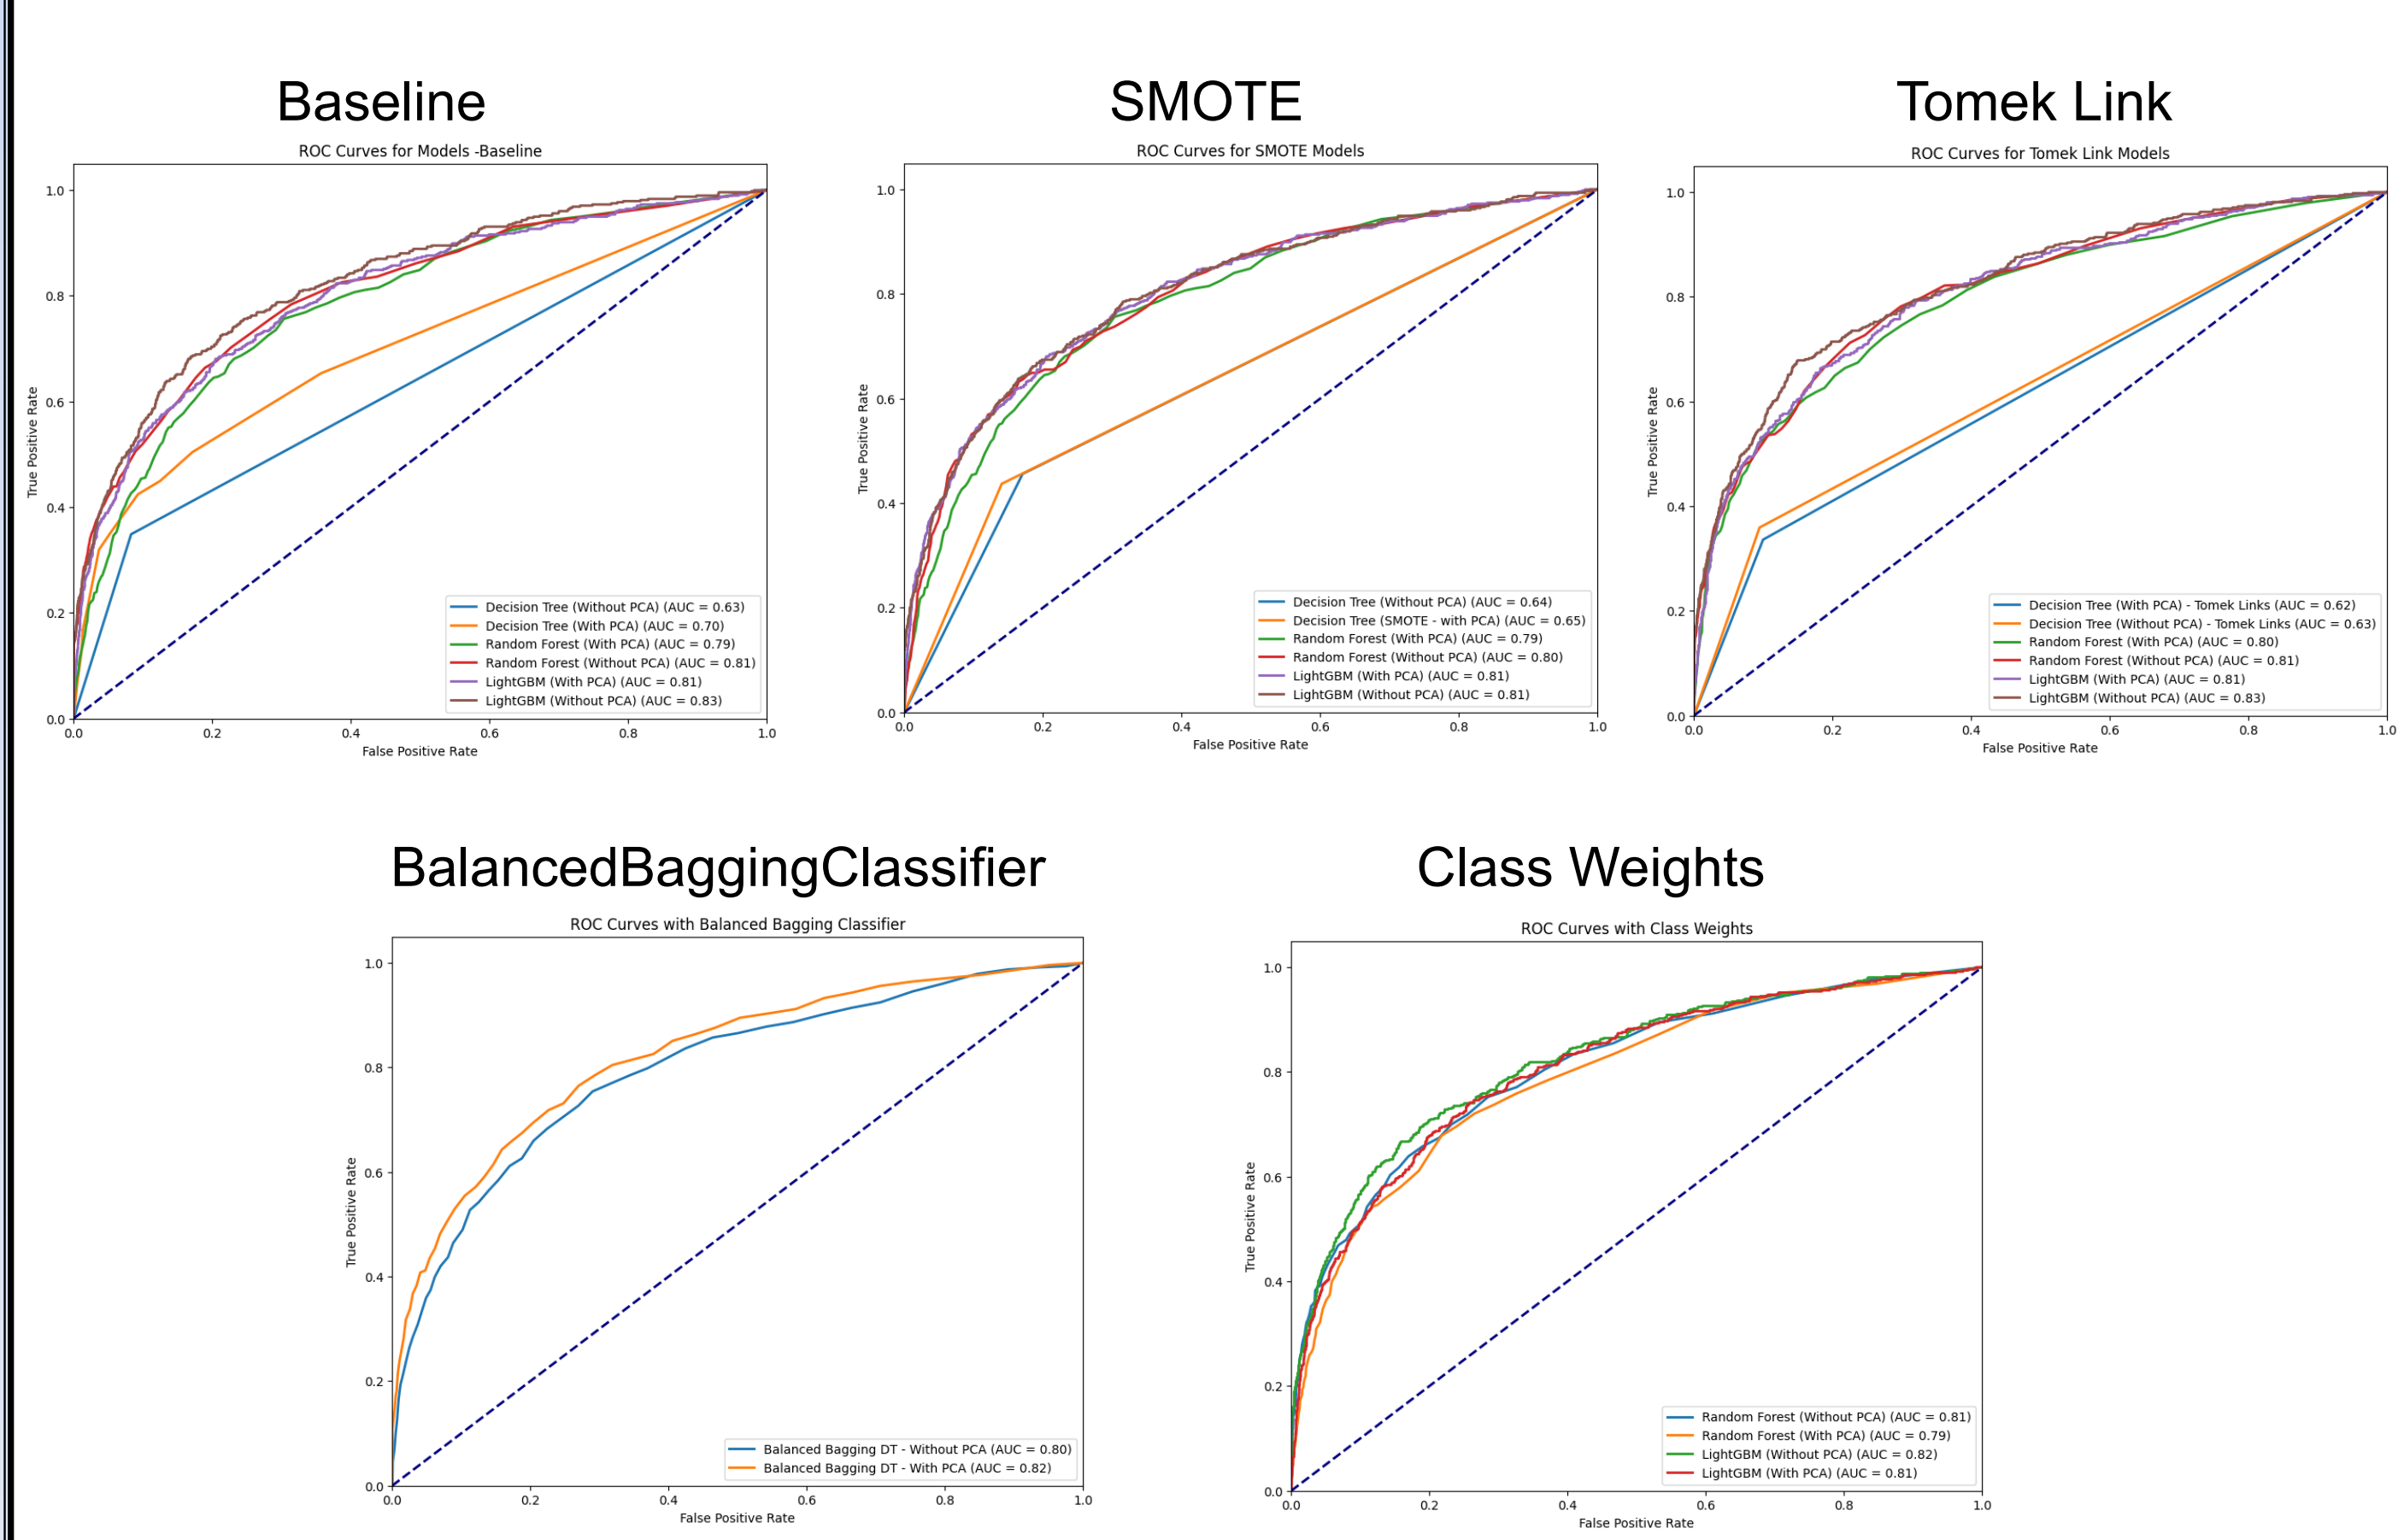 Baseline
ROC Curves for Models -Baseline
True Positive Rate
1.0
0.8
0.6
0.4
0.2
0.0
Decision Tree (Without PCA) (AUC = 0.63)
Decision Tree (With PCA) (AUC = 0.70)
Random Forest (With PCA) (AUC = 0.79)
Random Forest (Without PCA) (AUC = 0.81)
LightGBM (With PCA) (AUC = 0.81)
LightGBM (Without PCA) (AUC = 0.83)
0.0 0.2 0.4 0.6 0.8 1.0
False Positive Rate
SMOTE
ROC Curves for SMOTE Models
True Positive Rate
1.0
0.8
0.6
0.4
0.2
0.0
Decision Tree (Without PCA) (AUC = 0.64)
Decision Tree (SMOTE - with PCA) (AUC = 0.65)
Random Forest (With PCA) (AUC = 0.79)
Random Forest (Without PCA) (AUC = 0.80)
LightGBM (With PCA) (AUC = 0.81)
LightGBM (Without PCA) (AUC = 0.81)
0.0 0.2 0.4 0.6 0.8 1.0
False Positive Rate
Tomek Link
ROC Curves for Tomek Link Models
True Positive Rate
1.0
0.8
0.6
0.4
0.2
0.0
Decision Tree (With PCA) - Tomek Links (AUC = 0.62)
Decision Tree (Without PCA) - Tomek Links (AUC = 0.63)
Random Forest (With PCA) (AUC = 0.80)
Random Forest (Without PCA) (AUC = 0.81)
LightGBM (With PCA) (AUC = 0.81)
LightGBM (Without PCA) (AUC = 0.83)
0.0 0.2 0.4 0.6 0.8 1.0
False Positive Rate
BalancedBaggingClassifier
ROC Curves with Balanced Bagging Classifier
True Positive Rate
1.0
0.8
0.6
0.4
0.2
0.0
Balanced Bagging DT - Without PCA (AUC = 0.80)
Balanced Bagging DT - With PCA (AUC = 0.82)
0.0 0.2 0.4 0.6 0.8 1.0
False Positive Rate
Class Weights
ROC Curves with Class Weights
True Positive Rate
1.0
0.8
0.6
0.4
0.2
0.0
Random Forest (Without PCA) (AUC = 0.81)
Random Forest (With PCA) (AUC = 0.79)
LightGBM (Without PCA) (AUC = 0.82)
LightGBM (With PCA) (AUC = 0.81)
0.0 0.2 0.4 0.6 0.8 1.0
False Positive Rate